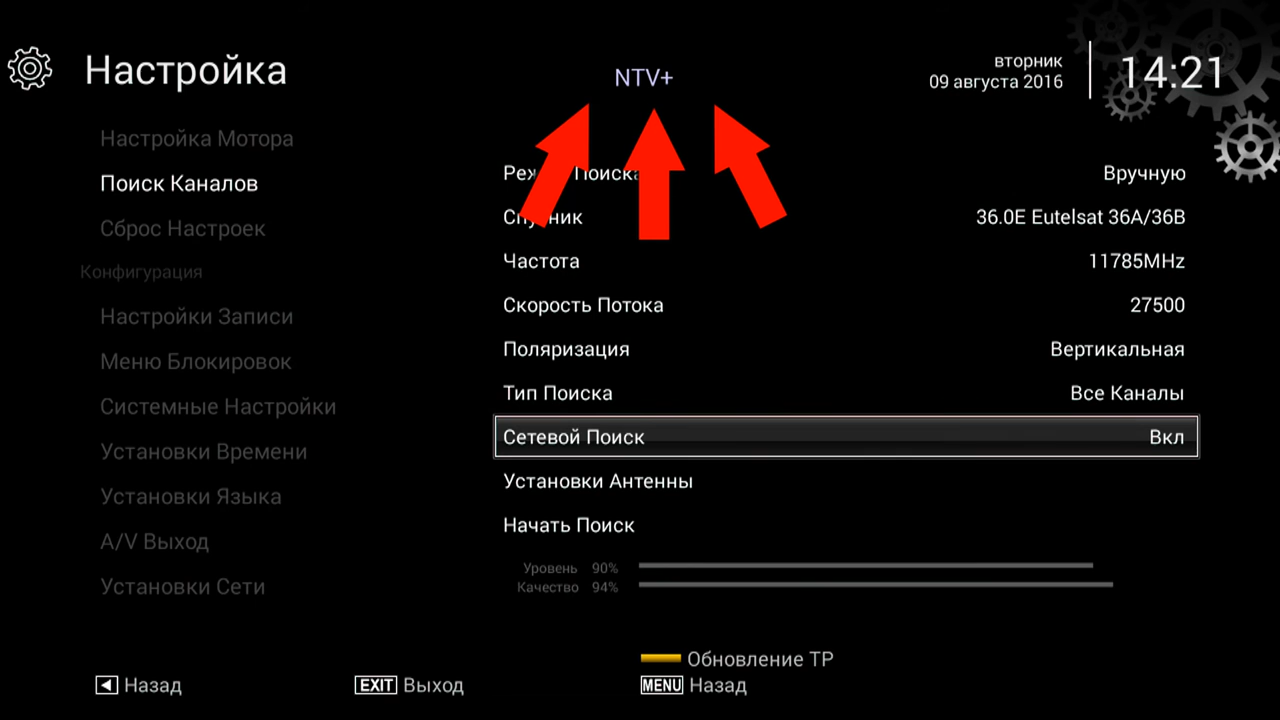 Настройка
NTV+
вторник
09 августа 2016
14:21
Настройка Мотора
Поиск Каналов
Сброс Настроек
Конфигурация
Настройки Записи
Меню Блокировок
Системные Настройки
Установки Времени
Установки Языка
A/V Выход
Установки Сети
Поиска Вручную
36.0E Eutelsat 36A/36B
Частота 11785MHz
Скорость Потока 27500
Поляризация Вертикальная
Тип Поиска Все Каналы
Сетевой Поиск Вкл
Установки Антенны
Начать Поиск
Уровень 90%
Качество 94%
Обновление TP
Назад
EXIT Выход
MENU Назад